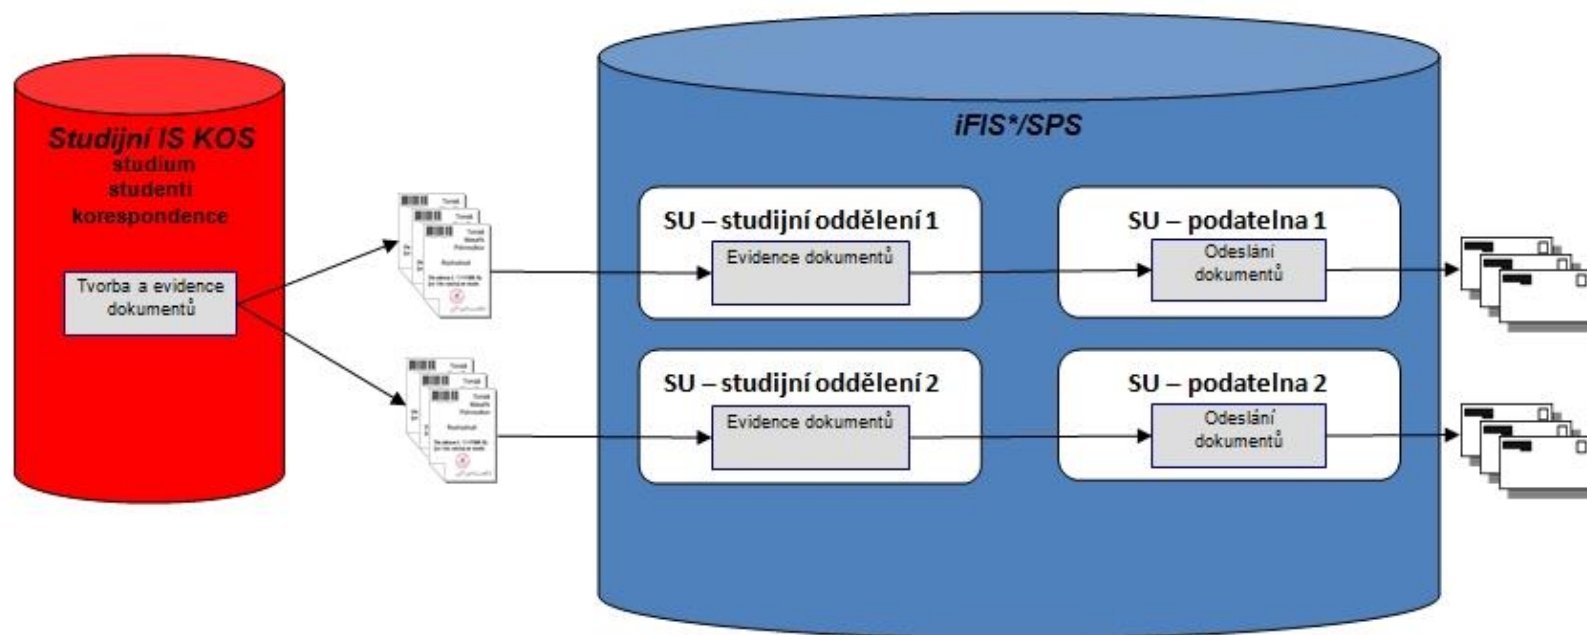 Studijní IS KOS
studium
studenti
korespondence
Tvorba a evidence
dokumentů
iFIS*/SPS
SU – studijní oddělení 1
Evidence dokumentů
SU – podatelna 1
Odeslání
dokumentů
SU – studijní oddělení 2
Evidence dokumentů
SU – podatelna 2
Odeslání
dokumentů